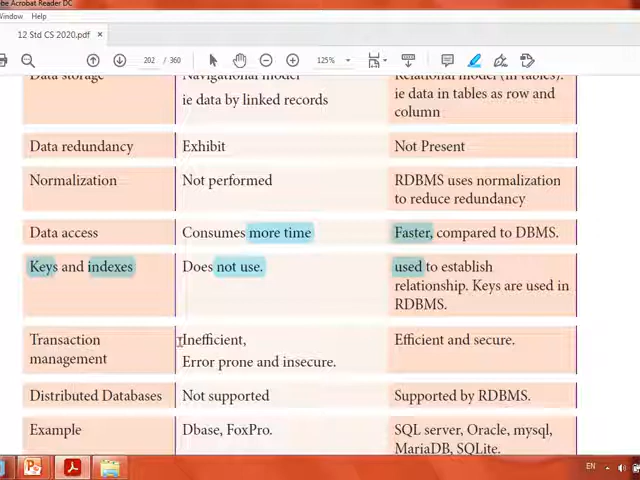 be Acrobat Reader DC
Window Help
12 Std CS 2020.pdf ×
202 / 360 125%
Data storage Navigational model Relational model (in tables).
ie data by linked records ie data in tables as row and
column
Data redundancy Exhibit Not Present
Normalization Not performed RDBMS uses normalization
to reduce redundancy
Data access Consumes more time Faster, compared to DBMS.
Keys and indexes Does not use. used to establish
relationship. Keys are used in
RDBMS.
Transaction Inefficient, Efficient and secure.
management Error prone and insecure.
Distributed Databases Not supported Supported by RDBMS.
Example Dbase, FoxPro. SQL server, Oracle, mysql,
MariaDB, SQLite.
EN